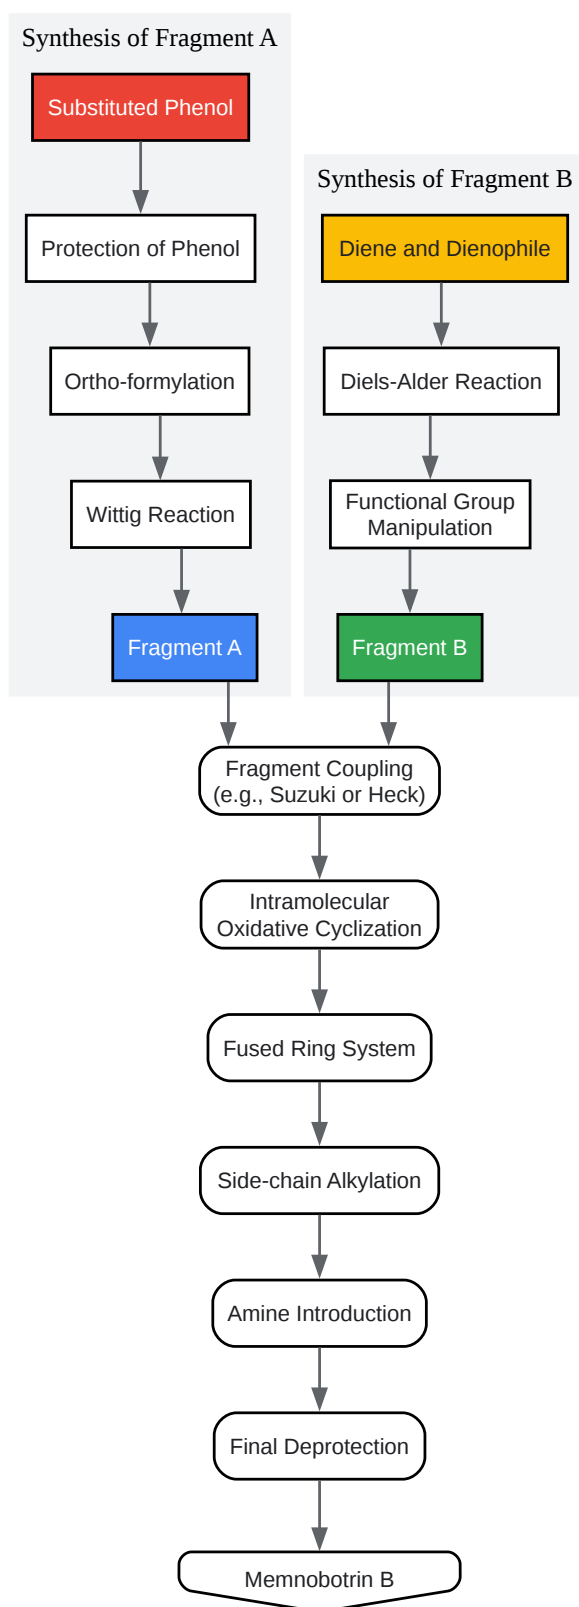 Synthesis of Fragment A
Substituted Phenol
Protection of Phenol
Ortho-formylation
Wittig Reaction
Fragment A
Synthesis of Fragment B
Diene and Dienophile
Diels-Alder Reaction
Functional Group
Manipulation
Fragment B
Fragment Coupling
(e.g., Suzuki or Heck)
Intramolecular
Oxidative Cyclization
Fused Ring System
Side-chain Alkylation
Amine Introduction
Final Deprotection
Memnobotrin B